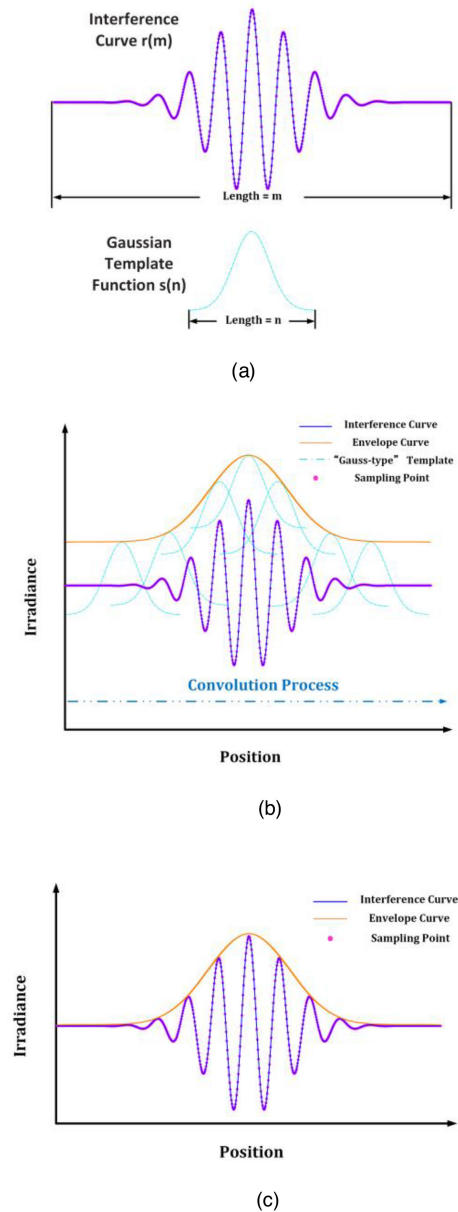 Interference
Curve r(m)
Length = m
Gaussian
Template
Function s(n)
Length = n
(a)
Interference Curve
Envelope Curve
“Gauss-type” Template
Sampling Point
Irradiance
Convolution Process
Position
(b)
Interference Curve
Envelope Curve
Sampling Point
Irradiance
Position
(c)